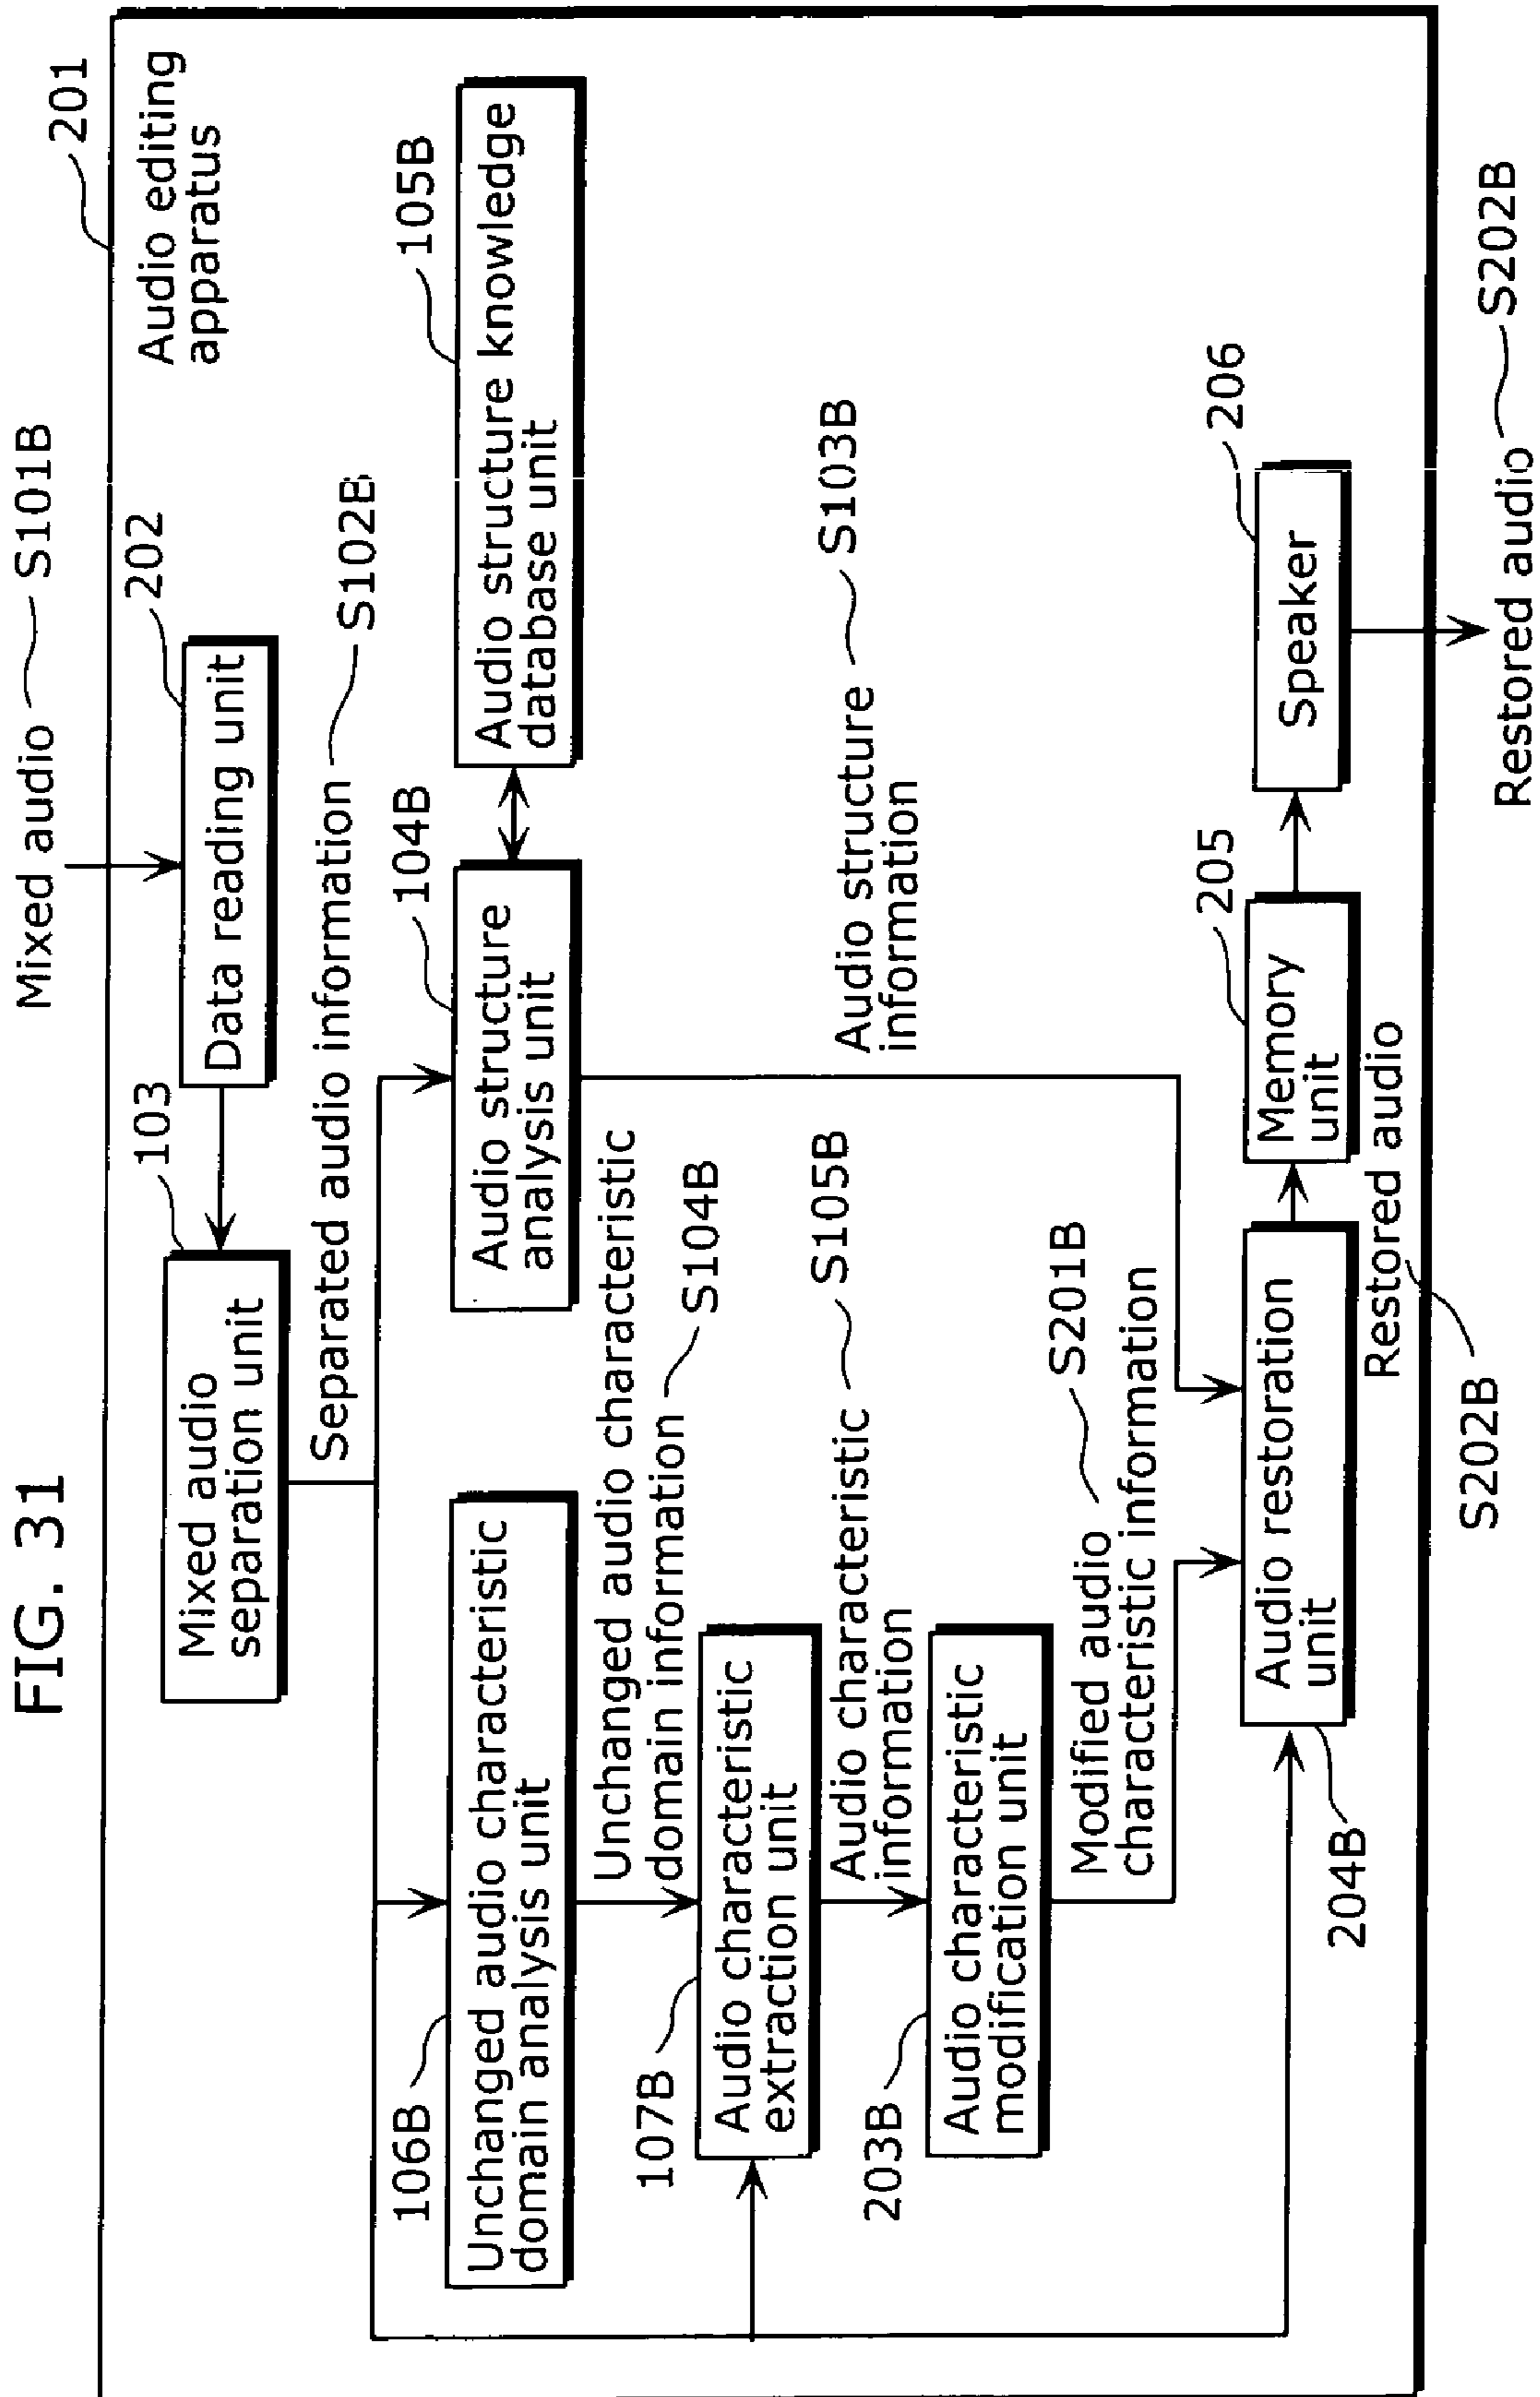 FIG. 31
Mixed audio
S101B
201
Audio editing
apparatus
202
Data reading unit
103
Mixed audio
separation unit
Separated audio information
S102B
106B
Unchanged audio characteristic
domain analysis unit
104B
Audio structure
analysis unit
105B
Audio structure knowledge
database unit
Unchanged audio characteristic
domain information
S104B
107B
Audio characteristic
extraction unit
Audio characteristic
information
S105B
Audio structure
information
S103B
203B
Audio characteristic
modification unit
Modified audio
characteristic information
S201B
204B
Audio restoration
unit
205
Memory
unit
206
Speaker
Restored audio
S202B
Restored audio
S202B